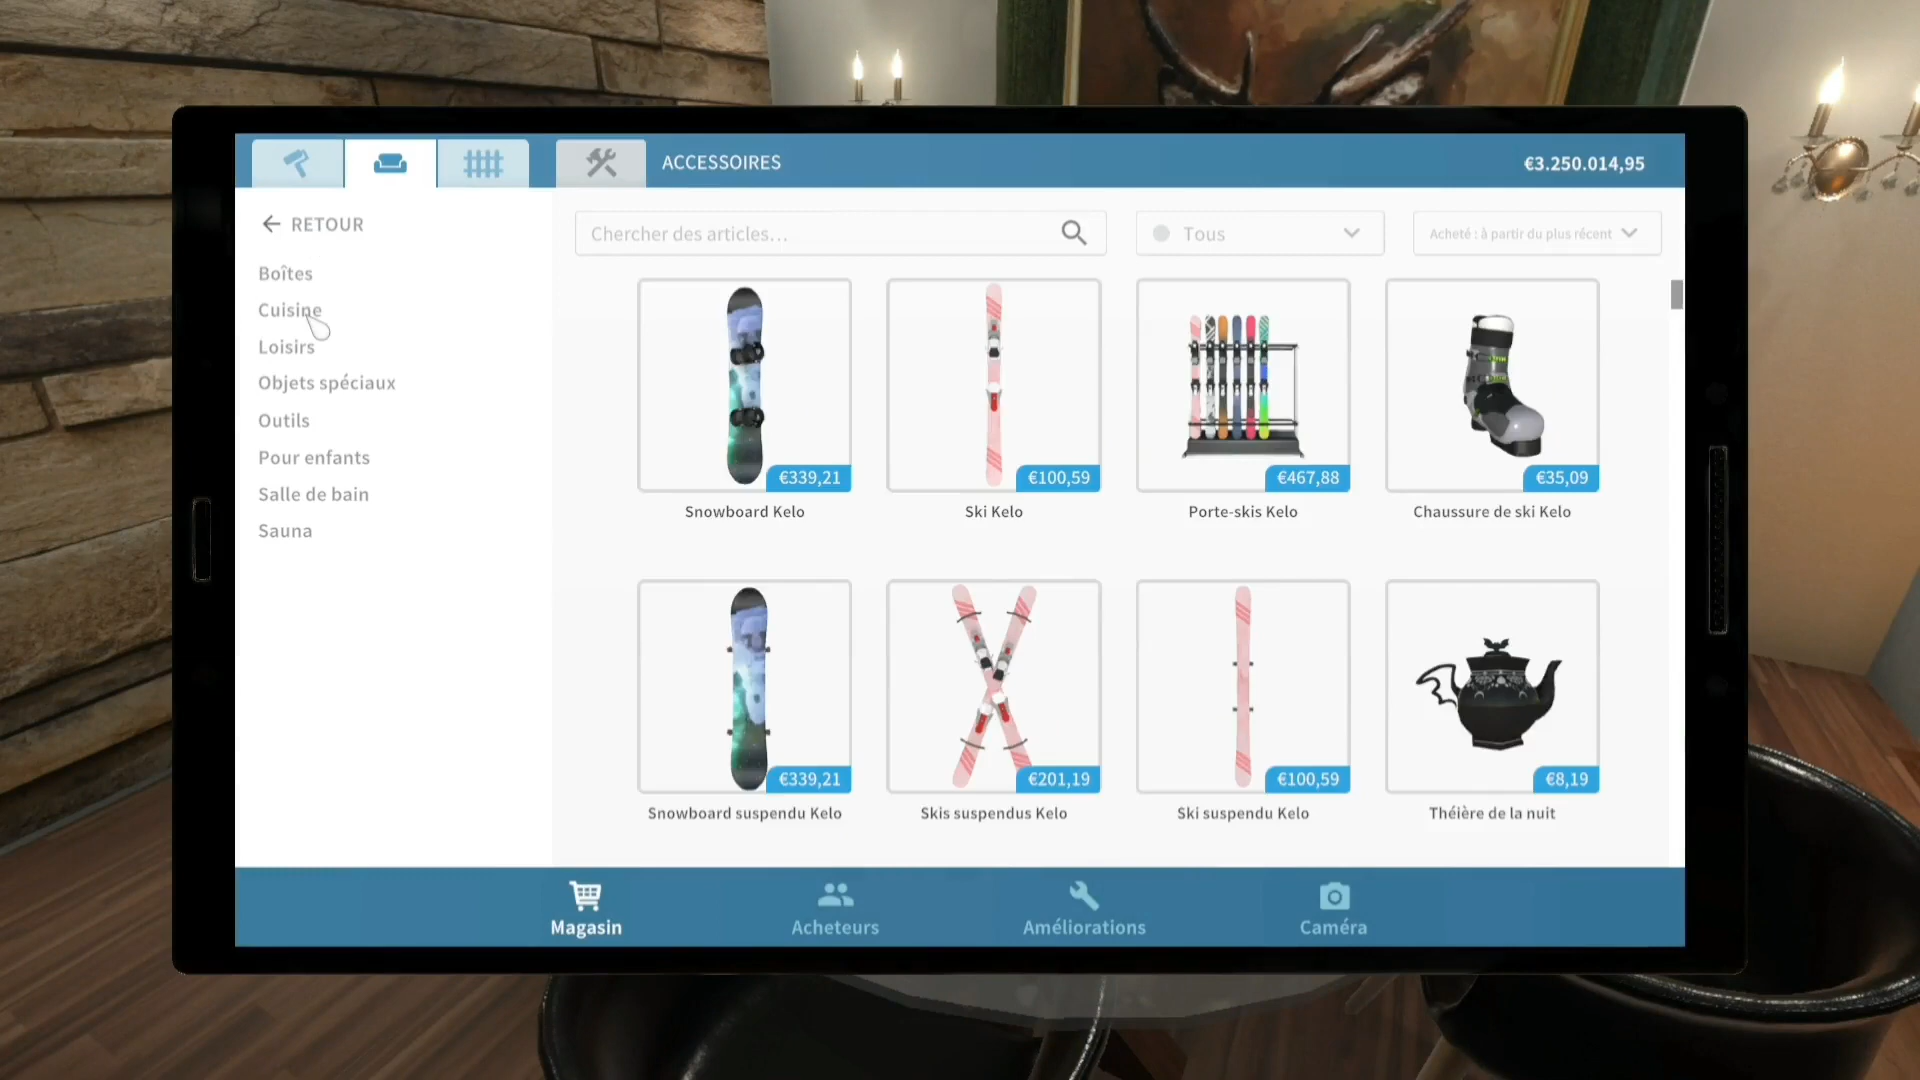 ACCESSOIRES
€3.250.014,95
RETOUR
Chercher des articles...
Tous
Acheté : à partir du plus récent
Boîtes
Cuisine
Loisirs
Objets spéciaux
Outils
Pour enfants
Salle de bain
Sauna
€339,21
€100,59
€467,88
€35,09
Snowboard Kelo
Ski Kelo
Porte-skis Kelo
Chaussure de ski Kelo
€339,21
€201,19
€100,59
€8,19
Snowboard suspendu Kelo
Skis suspendus Kelo
Ski suspendu Kelo
Théière de la nuit
Magasin
Acheteurs
Améliorations
Caméra